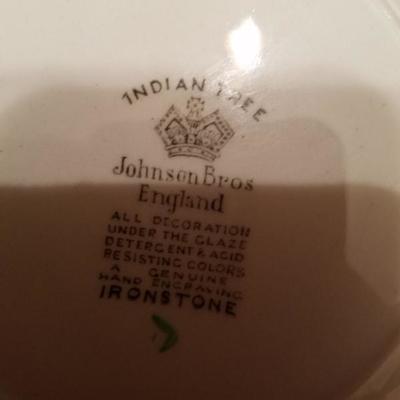 INDIAN TREE
Johnson Bros
England
ALL DECORATION
UNDER THE GLAZE
DETERGENT & ACID
RESISTING COLORS
A GENUINE
HAND ENGRAVING
IRONSTONE